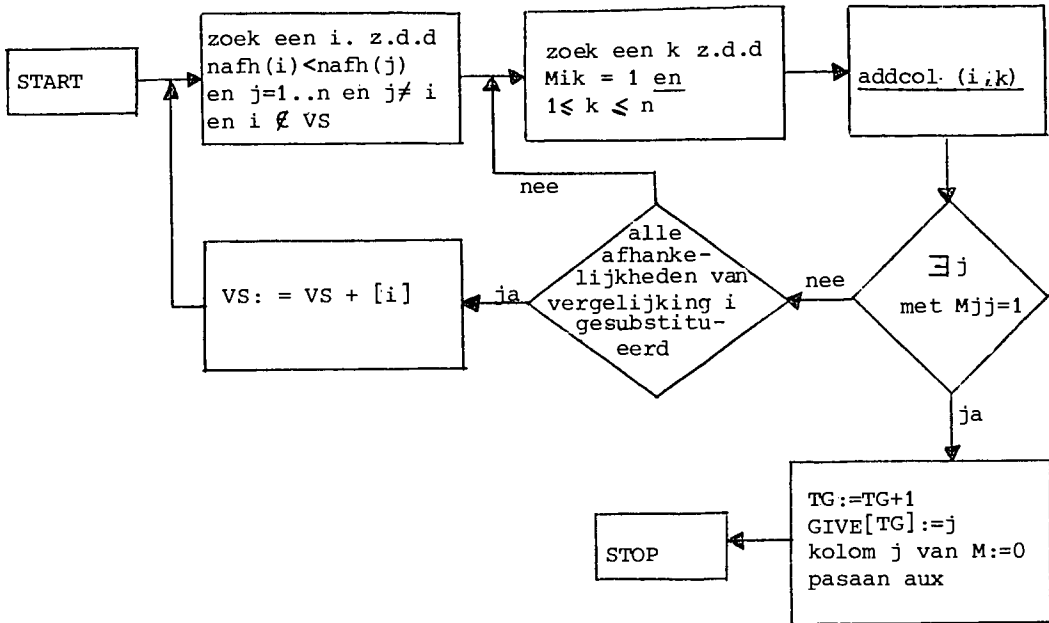 START
zoek een i. z.d.d
nafh(i)<nafh(j)
en j=1..n en j≠ i
en i ∉ VS
zoek een k z.d.d
Mik = 1 en
1⩽ k ⩽ n
addcol (i,k)
∃j
met Mjj=1
nee
ja
alle
afhanke-
lijkheden van
vergelijking i
gesubstitu-
eerd
nee
ja
VS: = VS + [i]
TG:=TG+1
GIVE[TG]:=j
kolom j van M:=0
pasaan aux
STOP